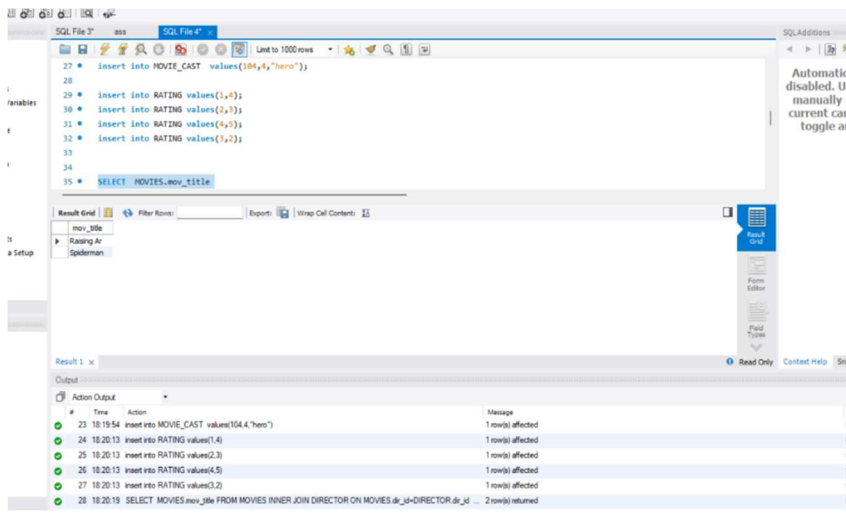 SQL File 3* ass SQL File 4* ×
SQLAdditions
Limit to 1000 rows
27 insert into MOVIE_CAST values(104,4,"hero");
28
29 insert into RATING values(1,4);
30 insert into RATING values(2,3);
31 insert into RATING values(4,5);
32 insert into RATING values(3,2);
33
34
35 SELECT MOVIES.mov_title
Variables
a Setup
Automatic
disabled. U
manually
current car
toggle a
Result Grid Filter Rows: Export: Wrap Cell Content:
mov_title
Raising Ar
Spiderman
Result
Grid
Form
Editor
Field
Types
Result 1 × Read Only Context Help Sn
Output
Action Output
# Time Action Message
23 18:19:54 insert into MOVIE_CAST values(104,4,"hero") 1 row(s) affected
24 18:20:13 insert into RATING values(1,4) 1 row(s) affected
25 18:20:13 insert into RATING values(2,3) 1 row(s) affected
26 18:20:13 insert into RATING values(4,5) 1 row(s) affected
27 18:20:13 insert into RATING values(3,2) 1 row(s) affected
28 18:20:19 SELECT MOVIES.mov_title FROM MOVIES INNER JOIN DIRECTOR ON MOVIES.dir_id=DIRECTOR.dir_id ... 2 row(s) returned